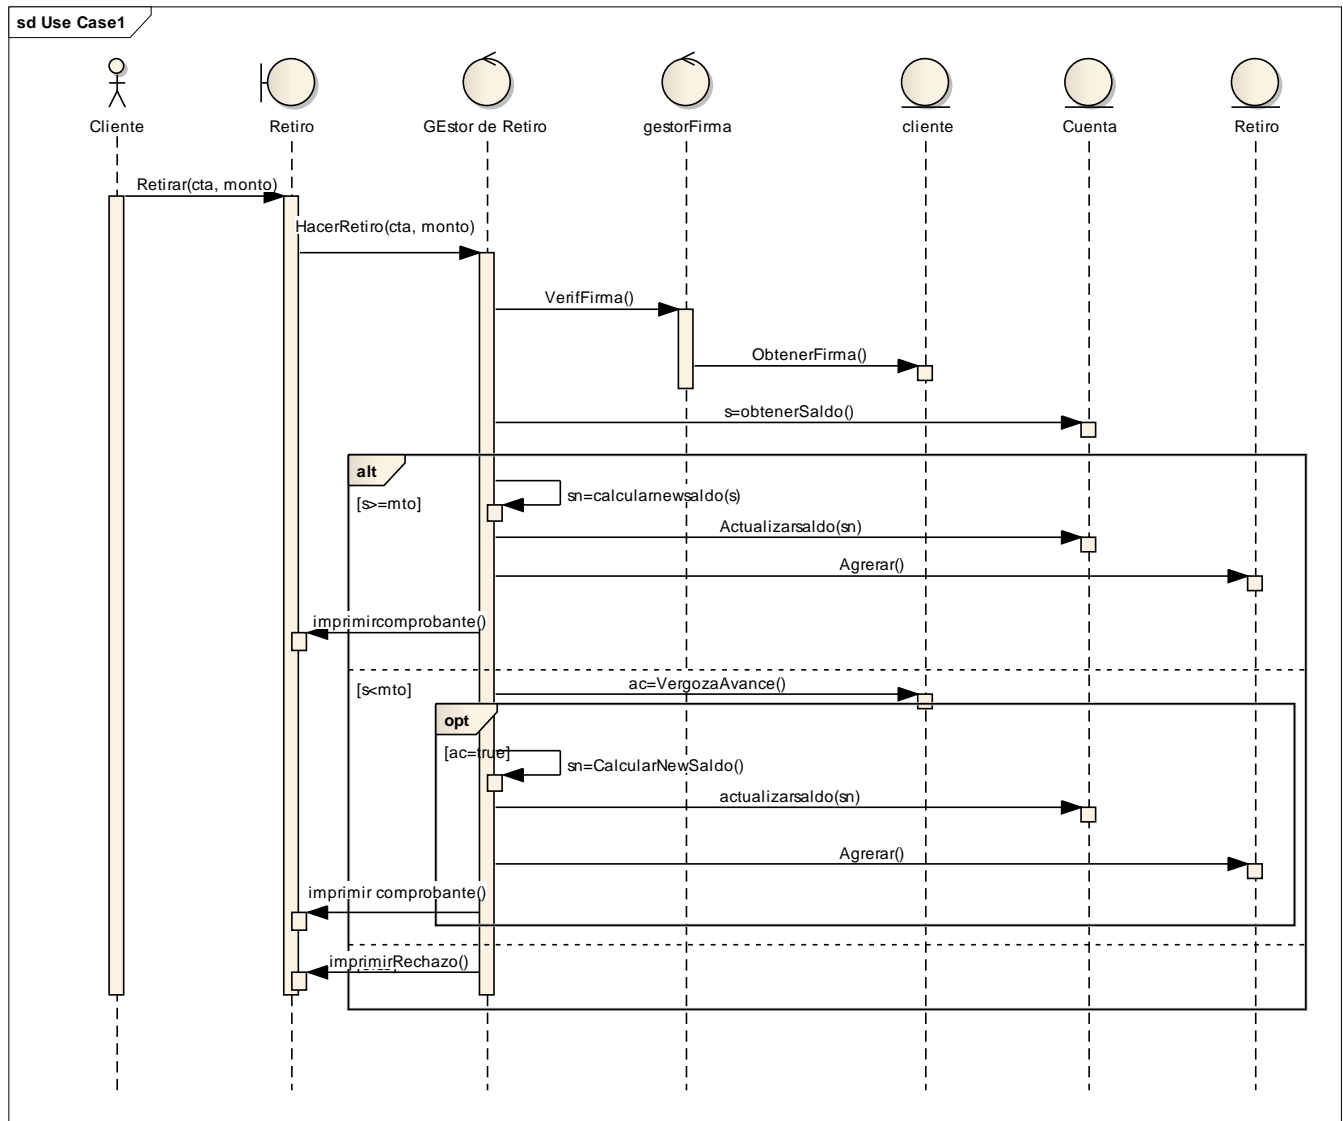 sd Use Case1
Cliente
Retiro
GEstor de Retiro
gestorFirma
cliente
Cuenta
Retiro
Retirar(cta, monto)
HacerRetiro(cta, monto)
VerifFirma()
ObtenerFirma()
s=obtenerSaldo()
alt
[s>=mto]
sn=calcularnewsaldo(s)
Actualizarsaldo(sn)
Agrerar()
imprimircomprobante()
[s<mto]
ac=VergozaAvance()
opt
[ac=true]
sn=CalcularNewSaldo()
actualizarsaldo(sn)
Agrerar()
imprimir comprobante()
imprimirRechazo()